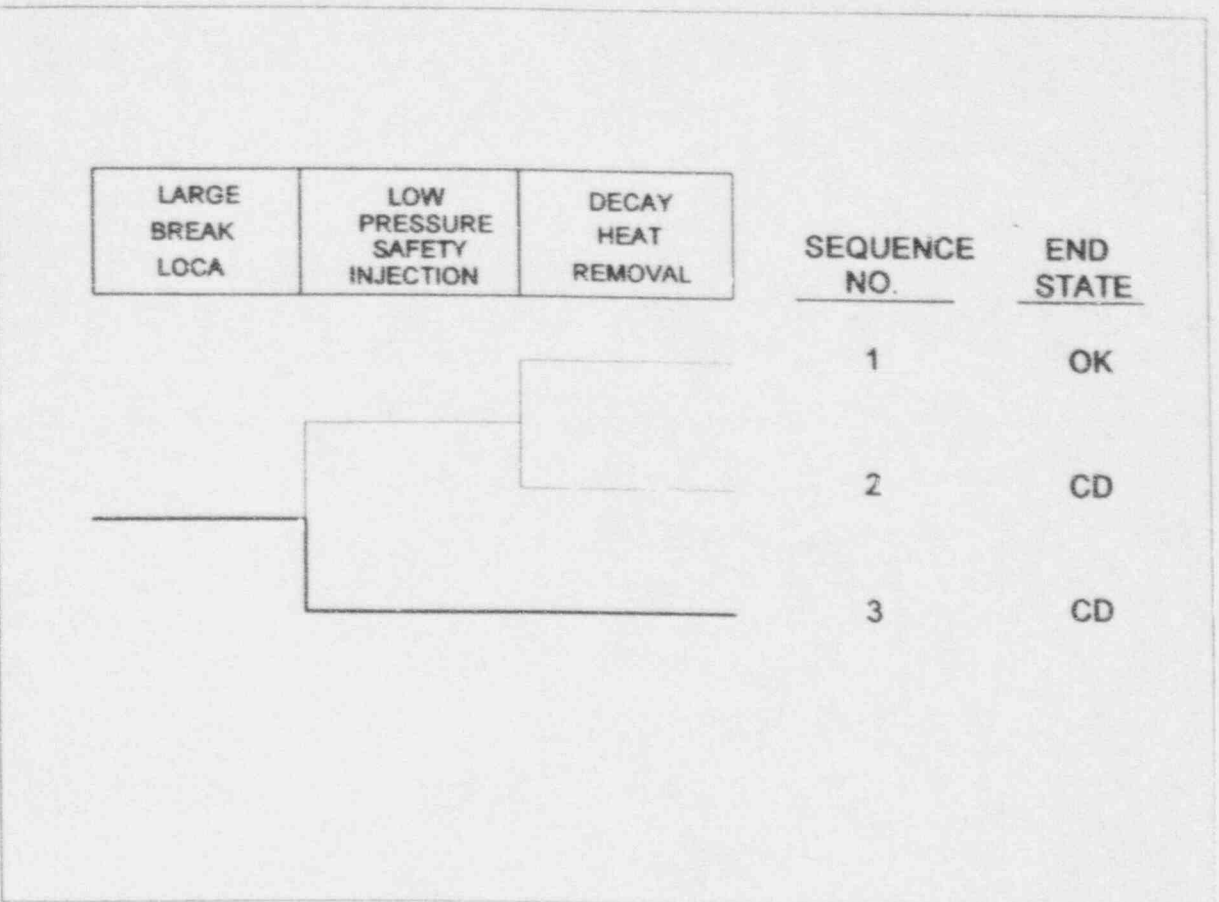 LARGE
BREAK
LOCA
LOW
PRESSURE
SAFETY
INJECTION
DECAY
HEAT
REMOVAL
SEQUENCE
NO.
END
STATE
1
OK
2
CD
3
CD